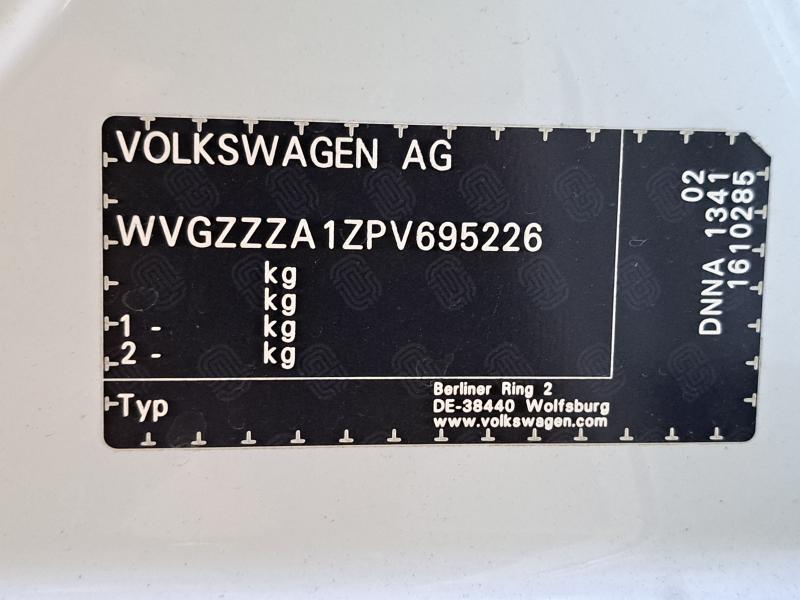 VOLKSWAGEN AG
WVGZZZA1ZPV695226
kg
kg
1 - kg
2 - kg
Typ
Berliner Ring 2
DE-38440 Wolfsburg
www.volkswagen.com
02
DNNA 1341
1610285